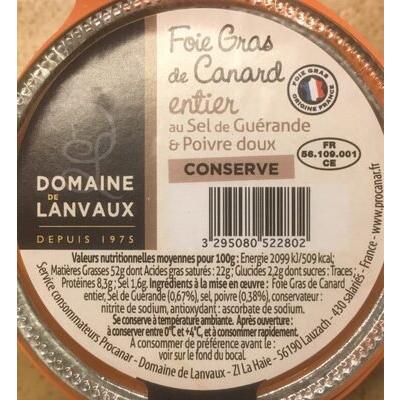 Foie Gras
de Canard
entier
au Sel de Guérande
& Poivre doux
CONSERVE
FOIE GRAS
ORIGINE FRANCE
FR
56.109.001
CE
DOMAINE
DE
LANVAUX
DEPUIS 1975
3 295080 522802
Valeurs nutritionnelles moyennes pour 100g : Energie 2099 kJ/509 kcal;
Matières Grasses 52g dont Acides gras saturés : 22g ; Glucides 2,2g dont sucres : Traces ;
Protéines 8,3g ; Sel 1,6g. Ingrédients à la mise en œuvre : Foie Gras de Canard
entier, Sel de Guérande (0,67%), sel, poivre (0,38%), conservateur :
nitrite de sodium, antioxydant : ascorbate de sodium.
Se conserve à température ambiante. Après ouverture :
à conserver entre 0°C et +4°C, et à consommer rapidement.
A consommer de préférence avant le :
voir sur le fond du bocal.
Service consommateurs Procanar - Domaine de Lanvaux - ZI La Haie - 56190 Lauzach - 430 salariés - France - www.procanar.fr